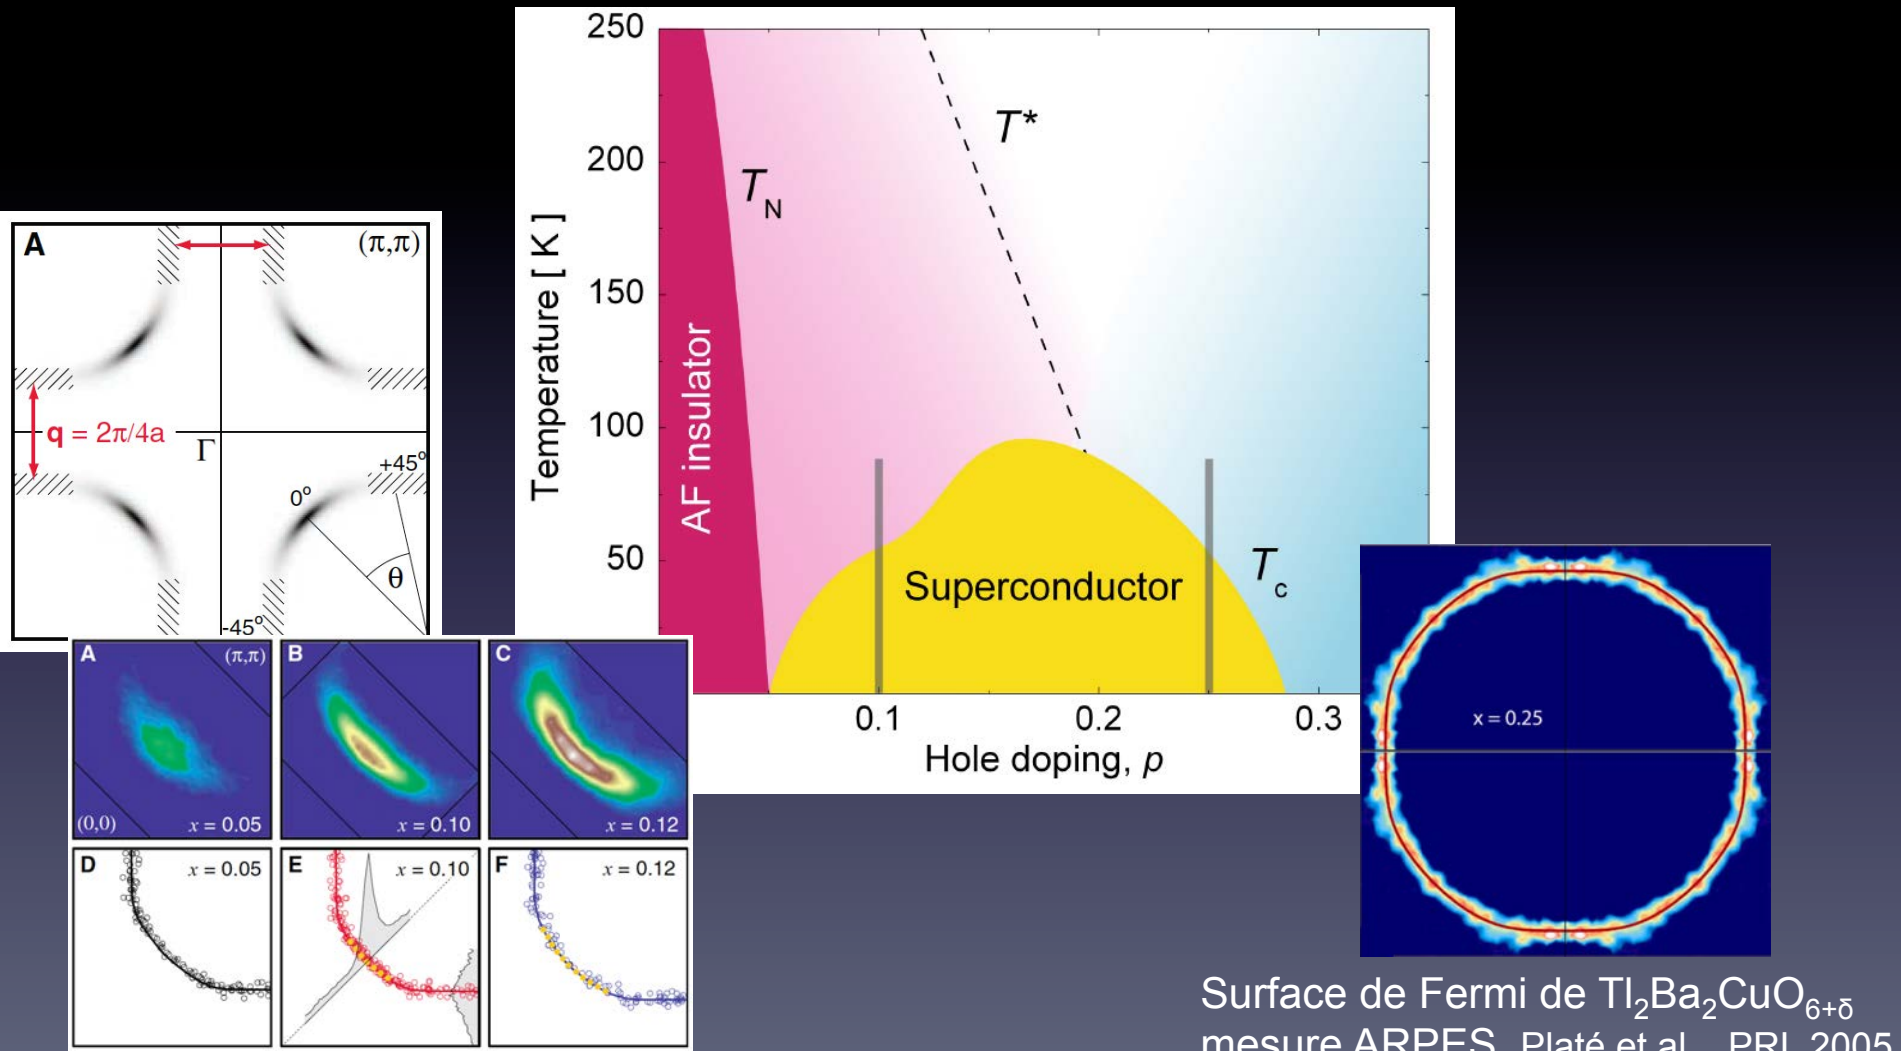 250
200
150
100
50
Temperature [ K ]
T*
T_N
AF insulator
Superconductor
T_c
0.1
0.2
0.3
Hole doping, p
A
(π,π)
q = 2π/4a
Γ
+45°
0°
θ
-45°
A
(π,π)
(0,0)
x = 0.05
B
x = 0.10
C
x = 0.12
D
x = 0.05
E
x = 0.10
F
x = 0.12
x = 0.25
Surface de Fermi de Tl₂Ba₂CuO₆₊δ
mesure ARPES, Platé et al., PRL 2005